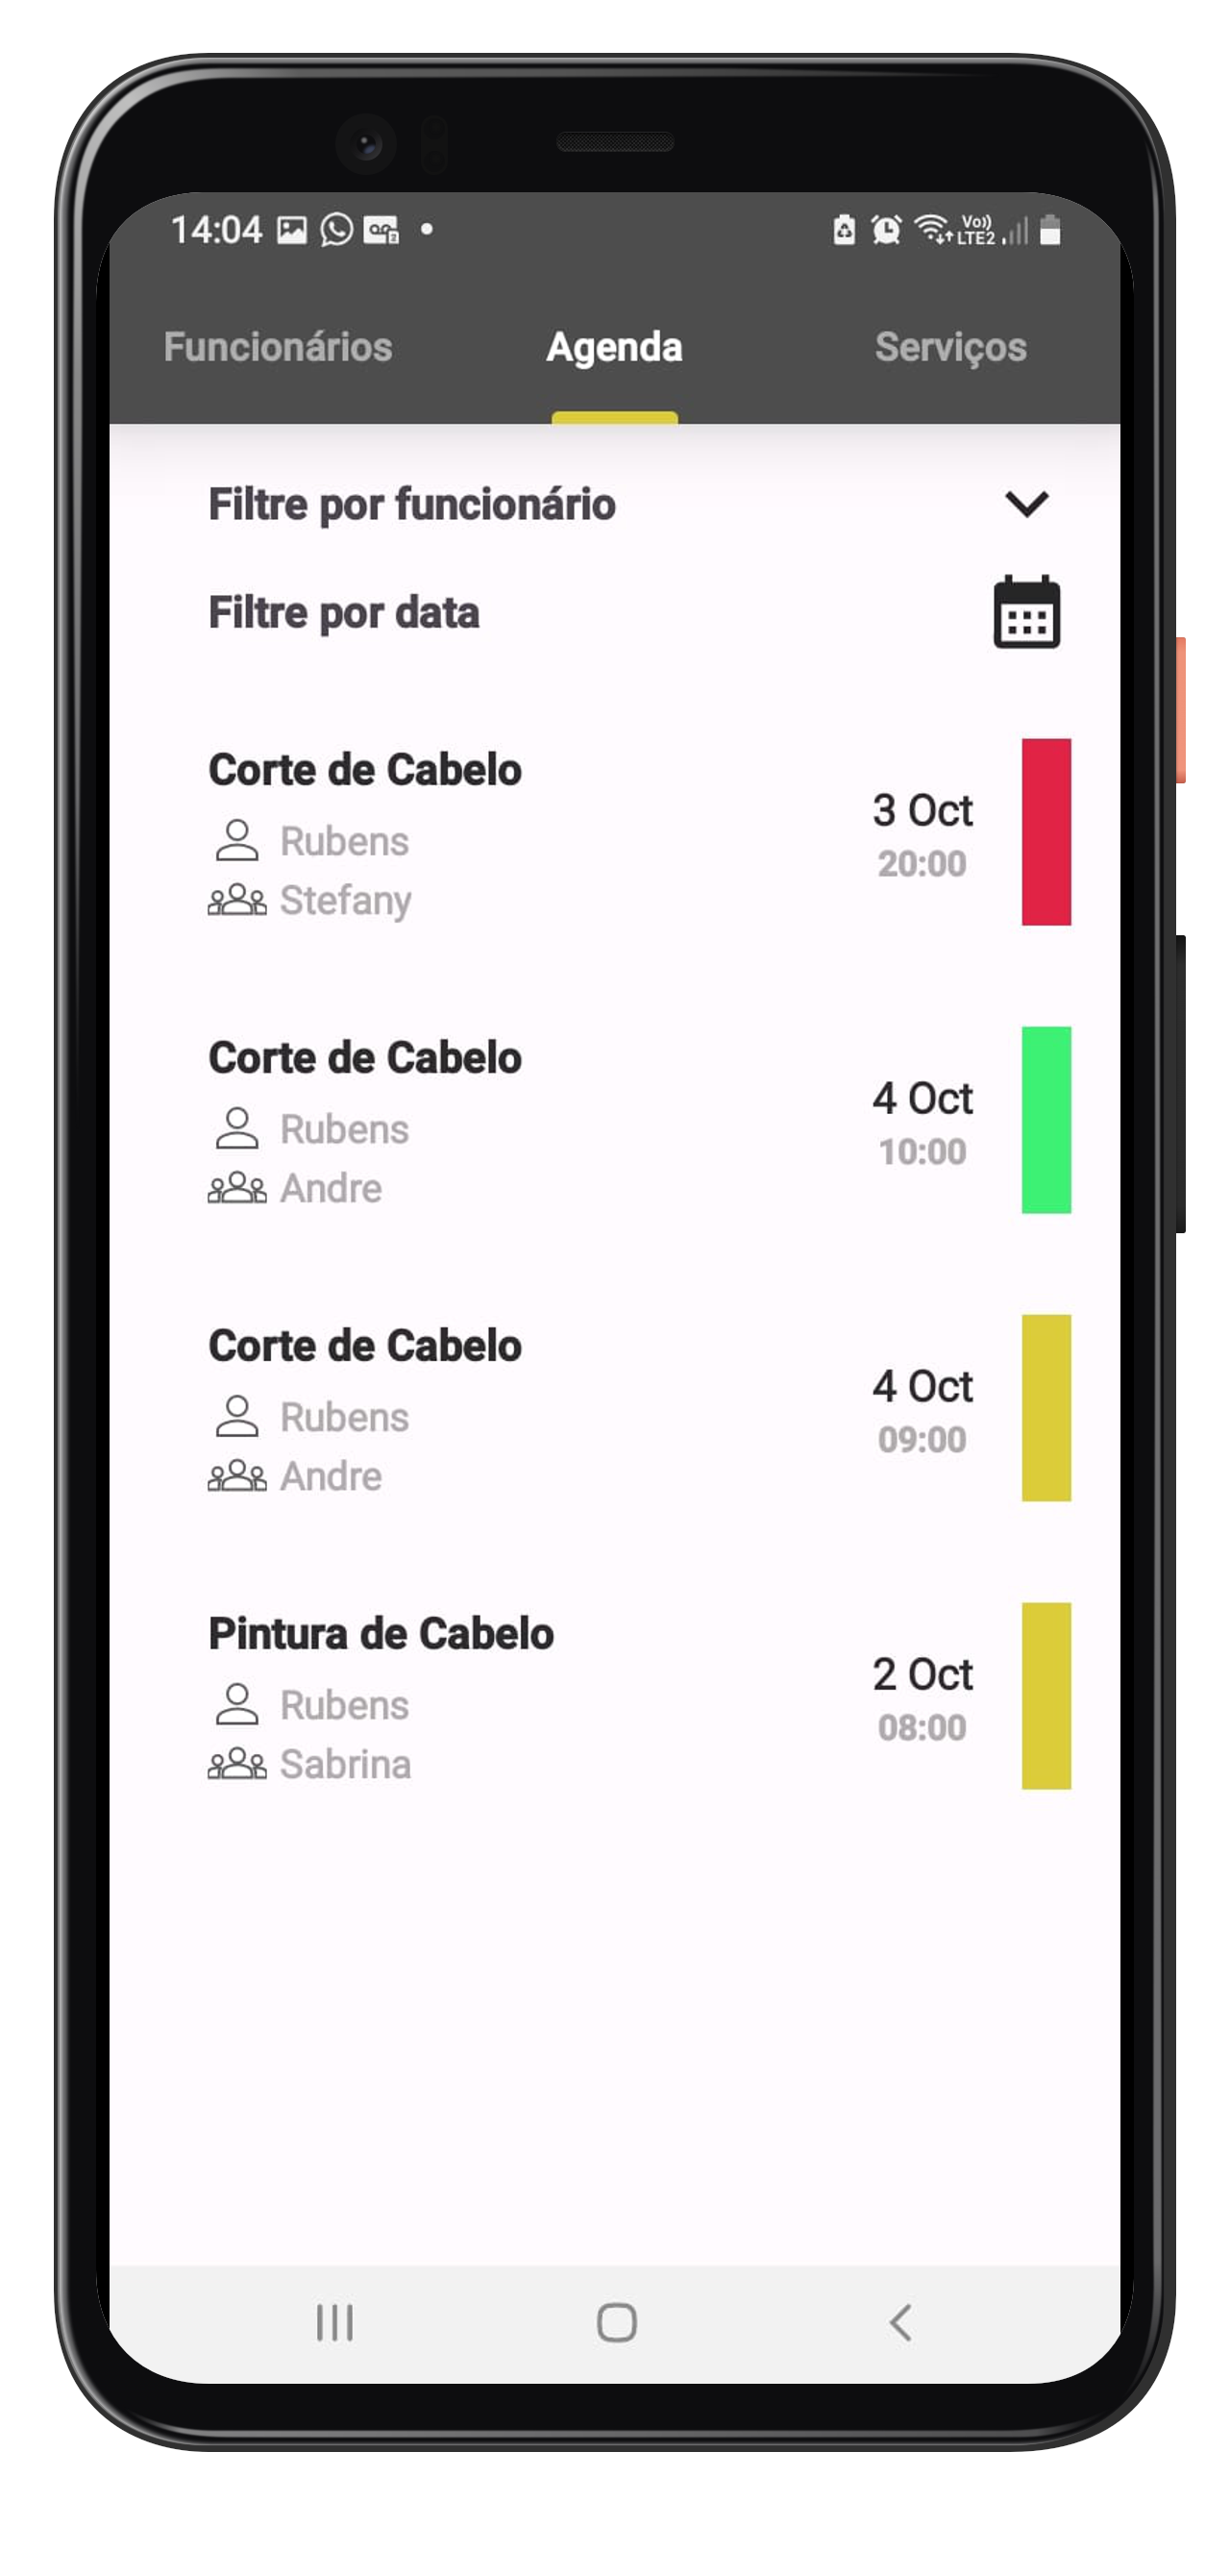 14:04 Vo)) LTE2
Funcionários Agenda Serviços
Filtre por funcionário
Filtre por data
Corte de Cabelo
Rubens
Stefany
3 Oct
20:00
Corte de Cabelo
Rubens
Andre
4 Oct
10:00
Corte de Cabelo
Rubens
Andre
4 Oct
09:00
Pintura de Cabelo
Rubens
Sabrina
2 Oct
08:00